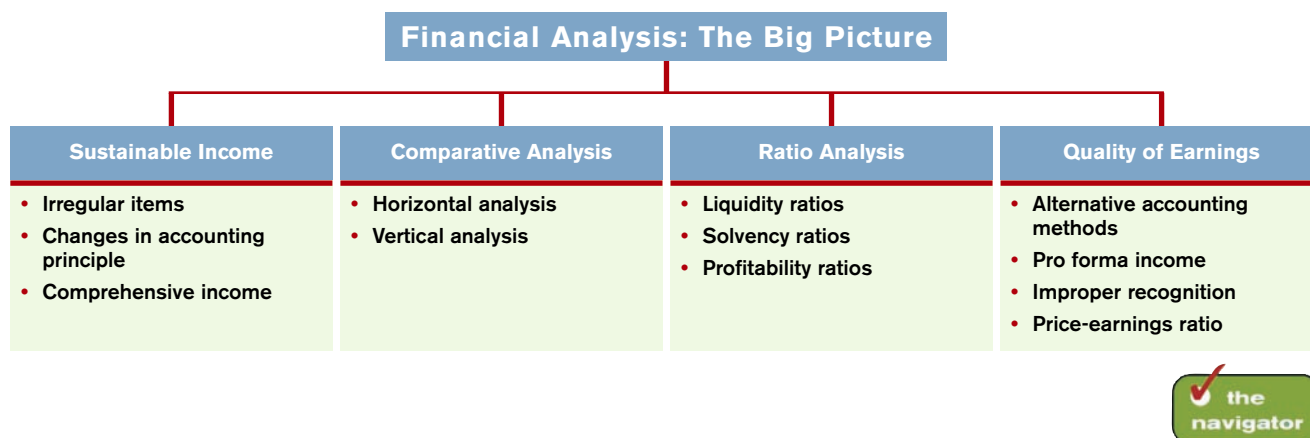 Financial Analysis: The Big Picture
Sustainable Income
• Irregular items
• Changes in accounting
principle
• Comprehensive income
Comparative Analysis
• Horizontal analysis
• Vertical analysis
Ratio Analysis
• Liquidity ratios
• Solvency ratios
• Profitability ratios
Quality of Earnings
• Alternative accounting
methods
• Pro forma income
• Improper recognition
• Price-earnings ratio
the
navigator